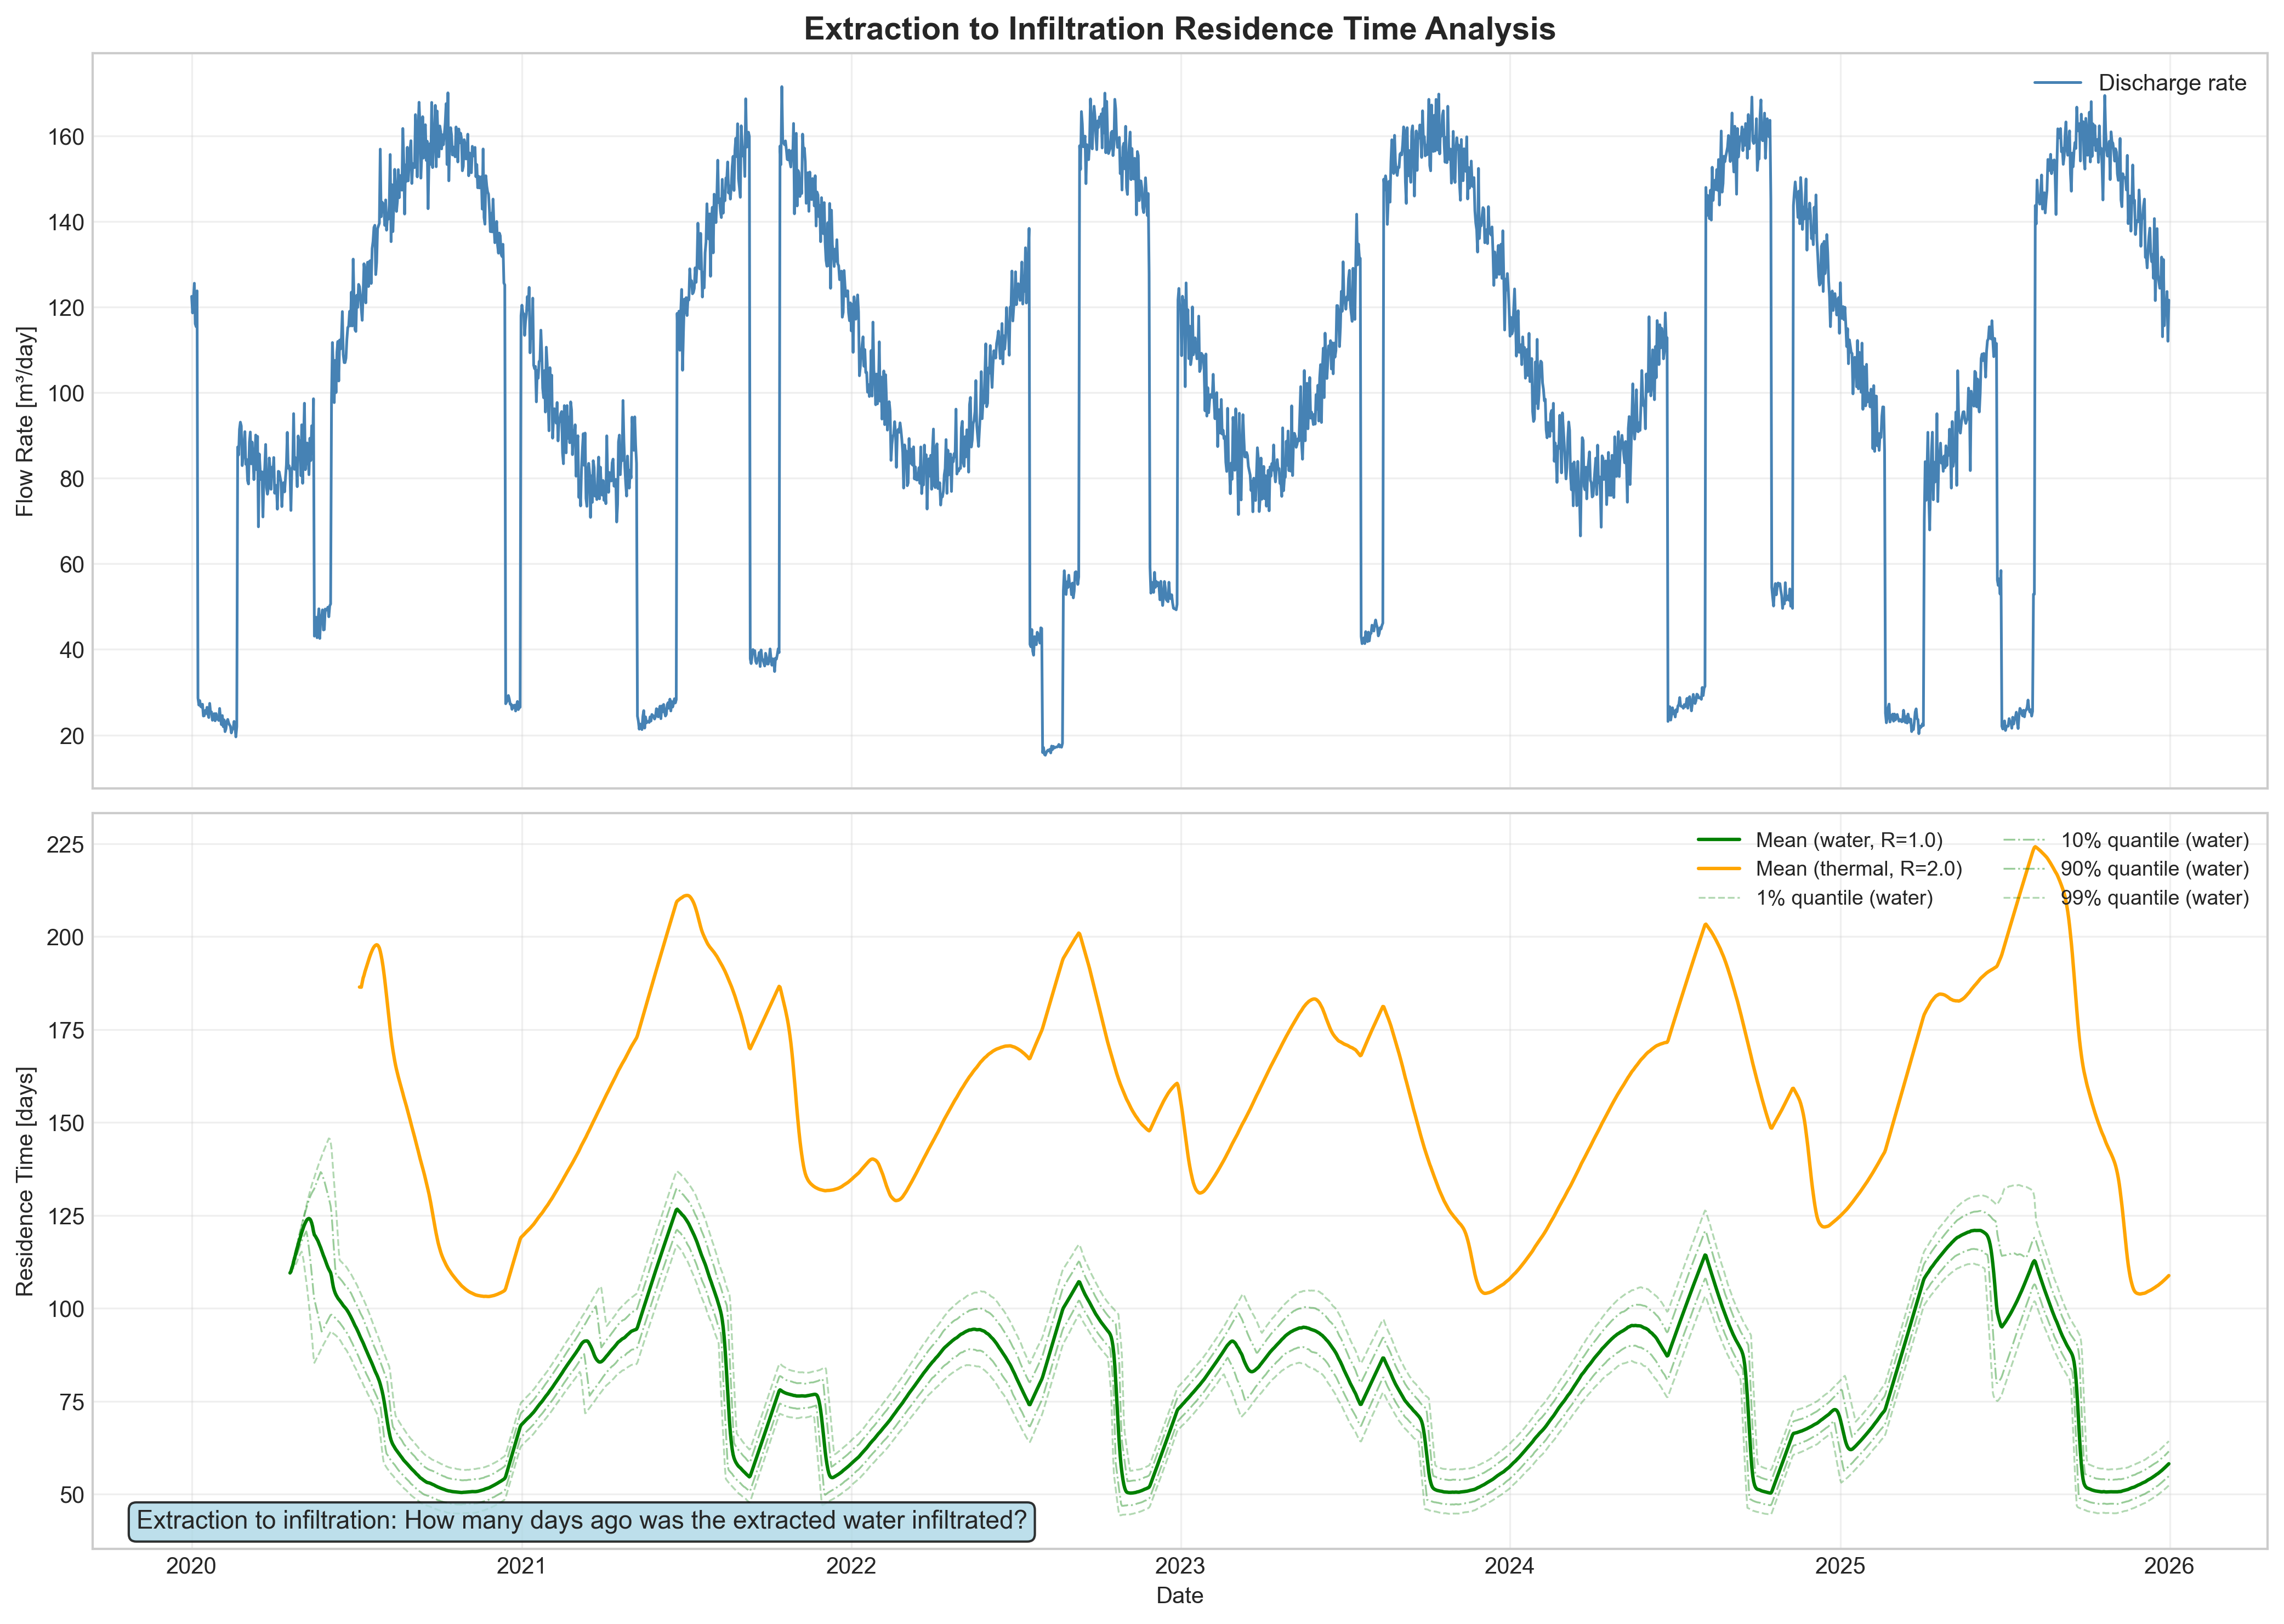 Extraction to Infiltration Residence Time Analysis
Discharge rate
160
140
120
100
80
60
40
20
Flow Rate [m³/day]
225
200
175
150
125
100
75
50
Residence Time [days]
Mean (water, R=1.0)
Mean (thermal, R=2.0)
1% quantile (water)
10% quantile (water)
90% quantile (water)
99% quantile (water)
Extraction to infiltration: How many days ago was the extracted water infiltrated?
2020 2021 2022 2023 2024 2025 2026
Date